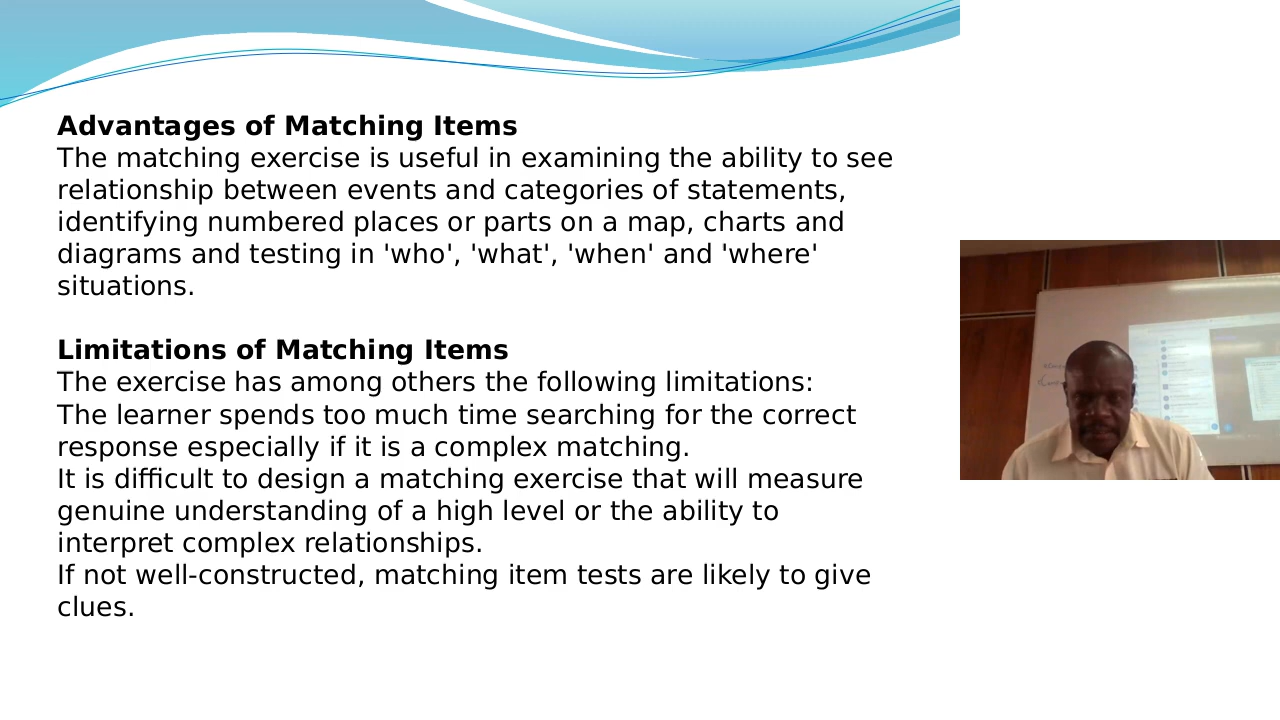 Advantages of Matching Items
The matching exercise is useful in examining the ability to see
relationship between events and categories of statements,
identifying numbered places or parts on a map, charts and
diagrams and testing in 'who', 'what', 'when' and 'where'
situations.
Limitations of Matching Items
The exercise has among others the following limitations:
The learner spends too much time searching for the correct
response especially if it is a complex matching.
It is difficult to design a matching exercise that will measure
genuine understanding of a high level or the ability to
interpret complex relationships.
If not well-constructed, matching item tests are likely to give
clues.